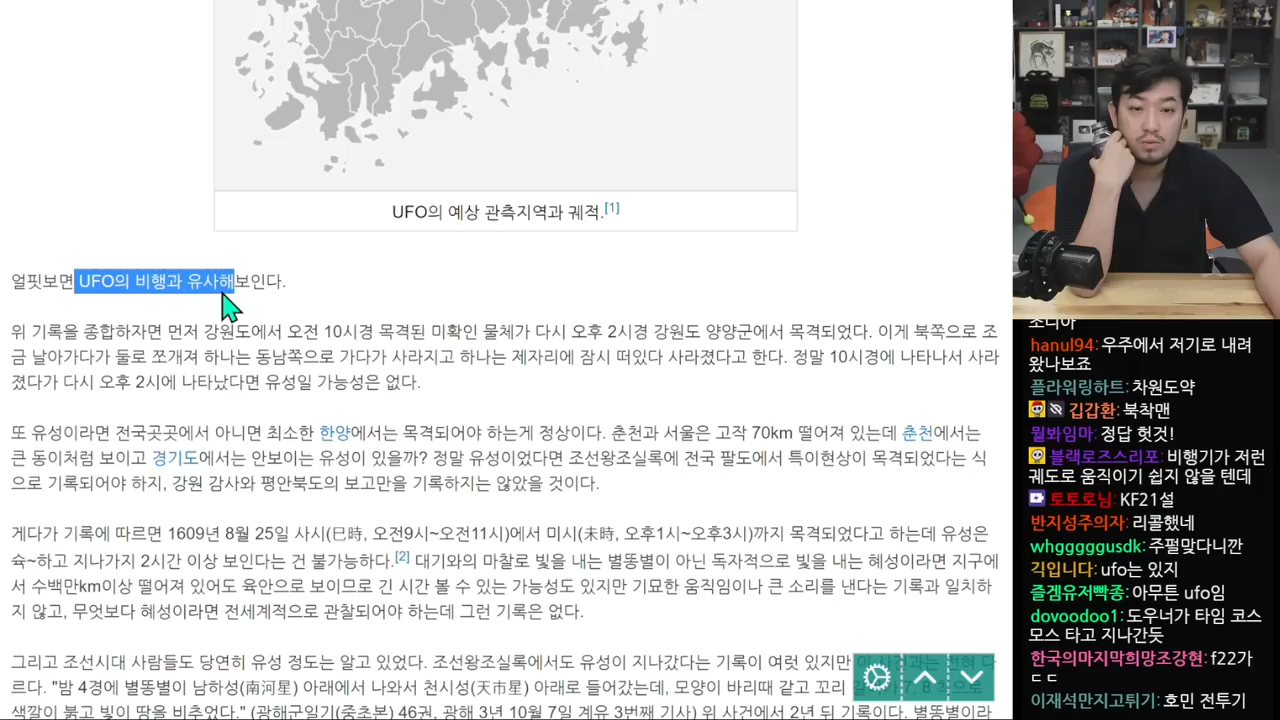 UFO의 예상 관측지역과 궤적.[1]
얼핏보면 UFO의 비행과 유사해보인다.
위 기록을 종합하자면 먼저 강원도에서 오전 10시경 목격된 미확인 물체가 다시 오후 2시경 강원도 양양군에서 목격되었다. 이게 북쪽으로 조
금 날아가다가 둘로 쪼개져 하나는 동남쪽으로 가다가 사라지고 하나는 제자리에 잠시 떠있다 사라졌다고 한다. 정말 10시경에 나타나서 사라
졌다가 다시 오후 2시에 나타났다면 유성일 가능성은 없다.
또 유성이라면 전국곳곳에서 아니면 최소한 한양에서는 목격되어야 하는게 정상이다. 춘천과 서울은 고작 70km 떨어져 있는데 춘천에서는
큰 동이처럼 보이고 경기도에서는 안보이는 유성이 있을까? 정말 유성이었다면 조선왕조실록에 전국 팔도에서 특이현상이 목격되었다는 식
으로 기록되어야 하지, 강원 감사와 평안북도의 보고만을 기록하지는 않았을 것이다.
게다가 기록에 따르면 1609년 8월 25일 사시(巳時, 오전9시~오전11시)에서 미시(未時, 오후1시~오후3시)까지 목격되었다고 하는데 유성은
슉~하고 지나가지 2시간 이상 보인다는 건 불가능하다.[2] 대기와의 마찰로 빛을 내는 별똥별이 아닌 독자적으로 빛을 내는 혜성이라면 지구에
서 수백만km이상 떨어져 있어도 육안으로 보이므로 긴 시간 볼 수 있는 가능성도 있지만 기묘한 움직임이나 큰 소리를 낸다는 기록과 일치하
지 않고, 무엇보다 혜성이라면 전세계적으로 관찰되어야 하는데 그런 기록은 없다.
그리고 조선시대 사람들도 당연히 유성 정도는 알고 있었다. 조선왕조실록에도 유성이 지나갔다는 기록이 여럿 있지만 이 사건과는 전혀 다
르다. "밤 4경에 별똥별이 남하성(南河星) 아래에서 나와서 천시성(天市星) 아래로 들어갔는데, 모양이 바리때 같고 꼬리
색깔이 붉고 빛이 땅을 비추었다." (광해군일기(중초본) 46권, 광해 3년 10월 7일 계유 3번째 기사) 위 사건에서 2년 뒤 기록이다. 별똥별이라
조디아
hanul94: 우주에서 저기로 내려
왔나보죠
플라워링하트: 차원도약
깁갑환: 북착맨
뭘봐임마: 정답 헛것!
블랙로즈스리포: 비행기가 저런
궤도로 움직이기 쉽지 않을 텐데
토토로님: KF21설
반지성주의자: 리콜했네
whgggggusdk: 주펄맞다니깐
긱입니다: ufo는 있지
즐겜유저빡종: 아무튼 ufo임
dovoodoo1: 도우너가 타임 코스
모스 타고 지나간듯
한국의마지막희망조강현: f22가
ㄷㄷ
이재석만지고튀기: 호민 전투기